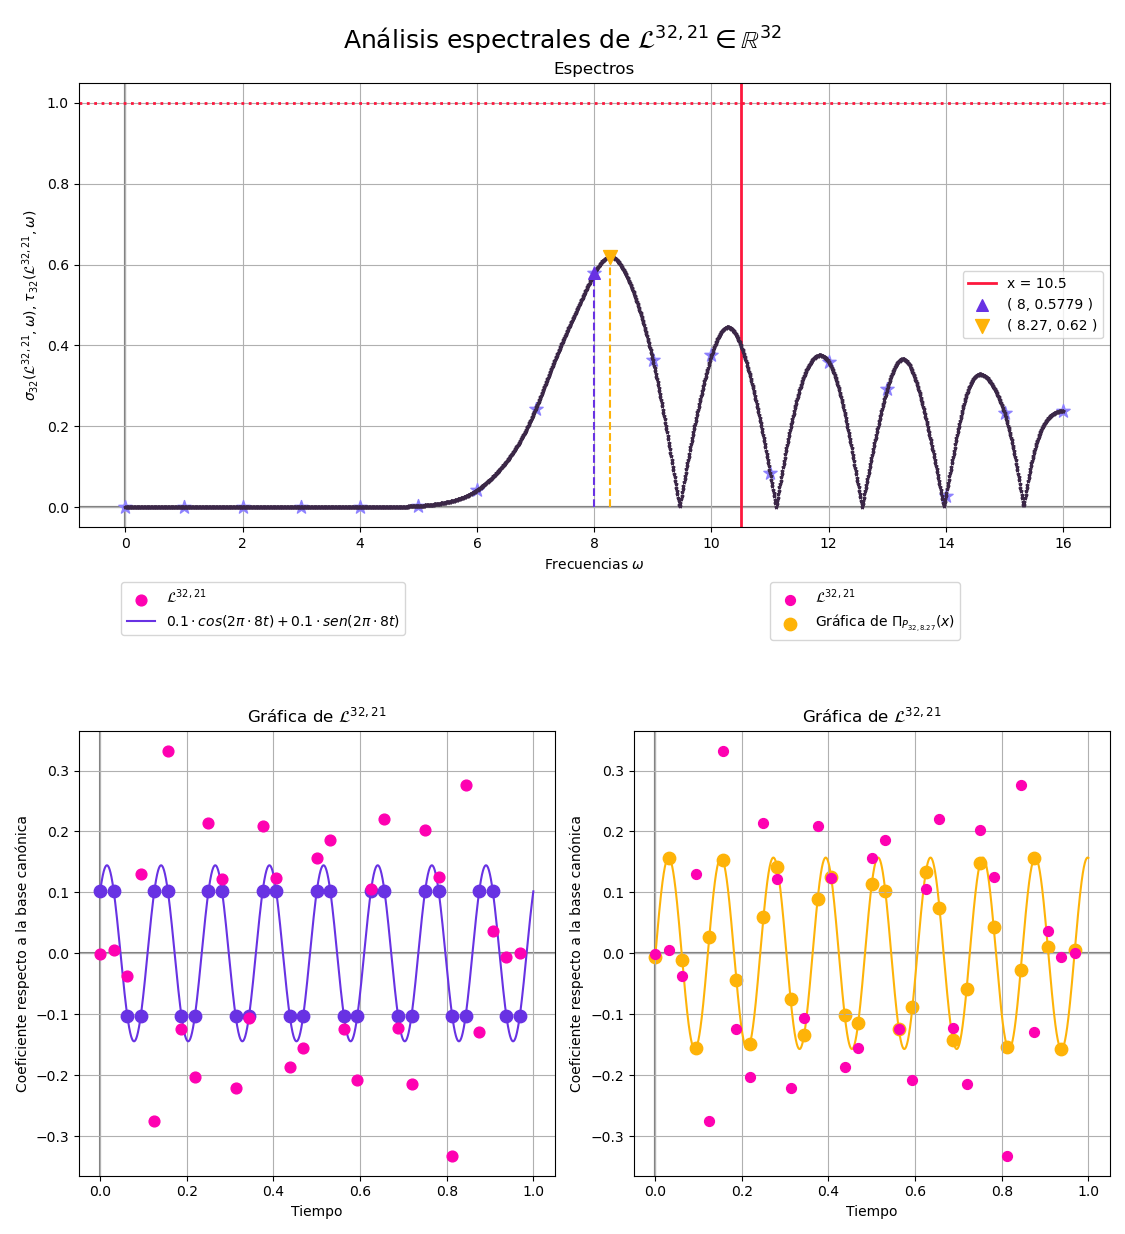 Análisis espectrales de 𝓛^{32,21} ∈ ℝ^{32}
Espectros
σ_{32}(𝓛^{32,21}, ω), τ_{32}(𝓛^{32,21}, ω)
1.0
0.8
0.6
0.4
0.2
0.0
x = 10.5
( 8, 0.5779 )
( 8.27, 0.62 )
0 2 4 6 8 10 12 14 16
Frecuencias ω
𝓛^{32,21}
0.1 · cos(2π · 8t) + 0.1 · sen(2π · 8t)
𝓛^{32,21}
Gráfica de Π_{P_{32,8.27}}(x)
Gráfica de 𝓛^{32,21}
Coeficiente respecto a la base canónica
0.3
0.2
0.1
0.0
−0.1
−0.2
−0.3
0.0 0.2 0.4 0.6 0.8 1.0
Tiempo
Gráfica de 𝓛^{32,21}
Coeficiente respecto a la base canónica
0.3
0.2
0.1
0.0
−0.1
−0.2
−0.3
0.0 0.2 0.4 0.6 0.8 1.0
Tiempo